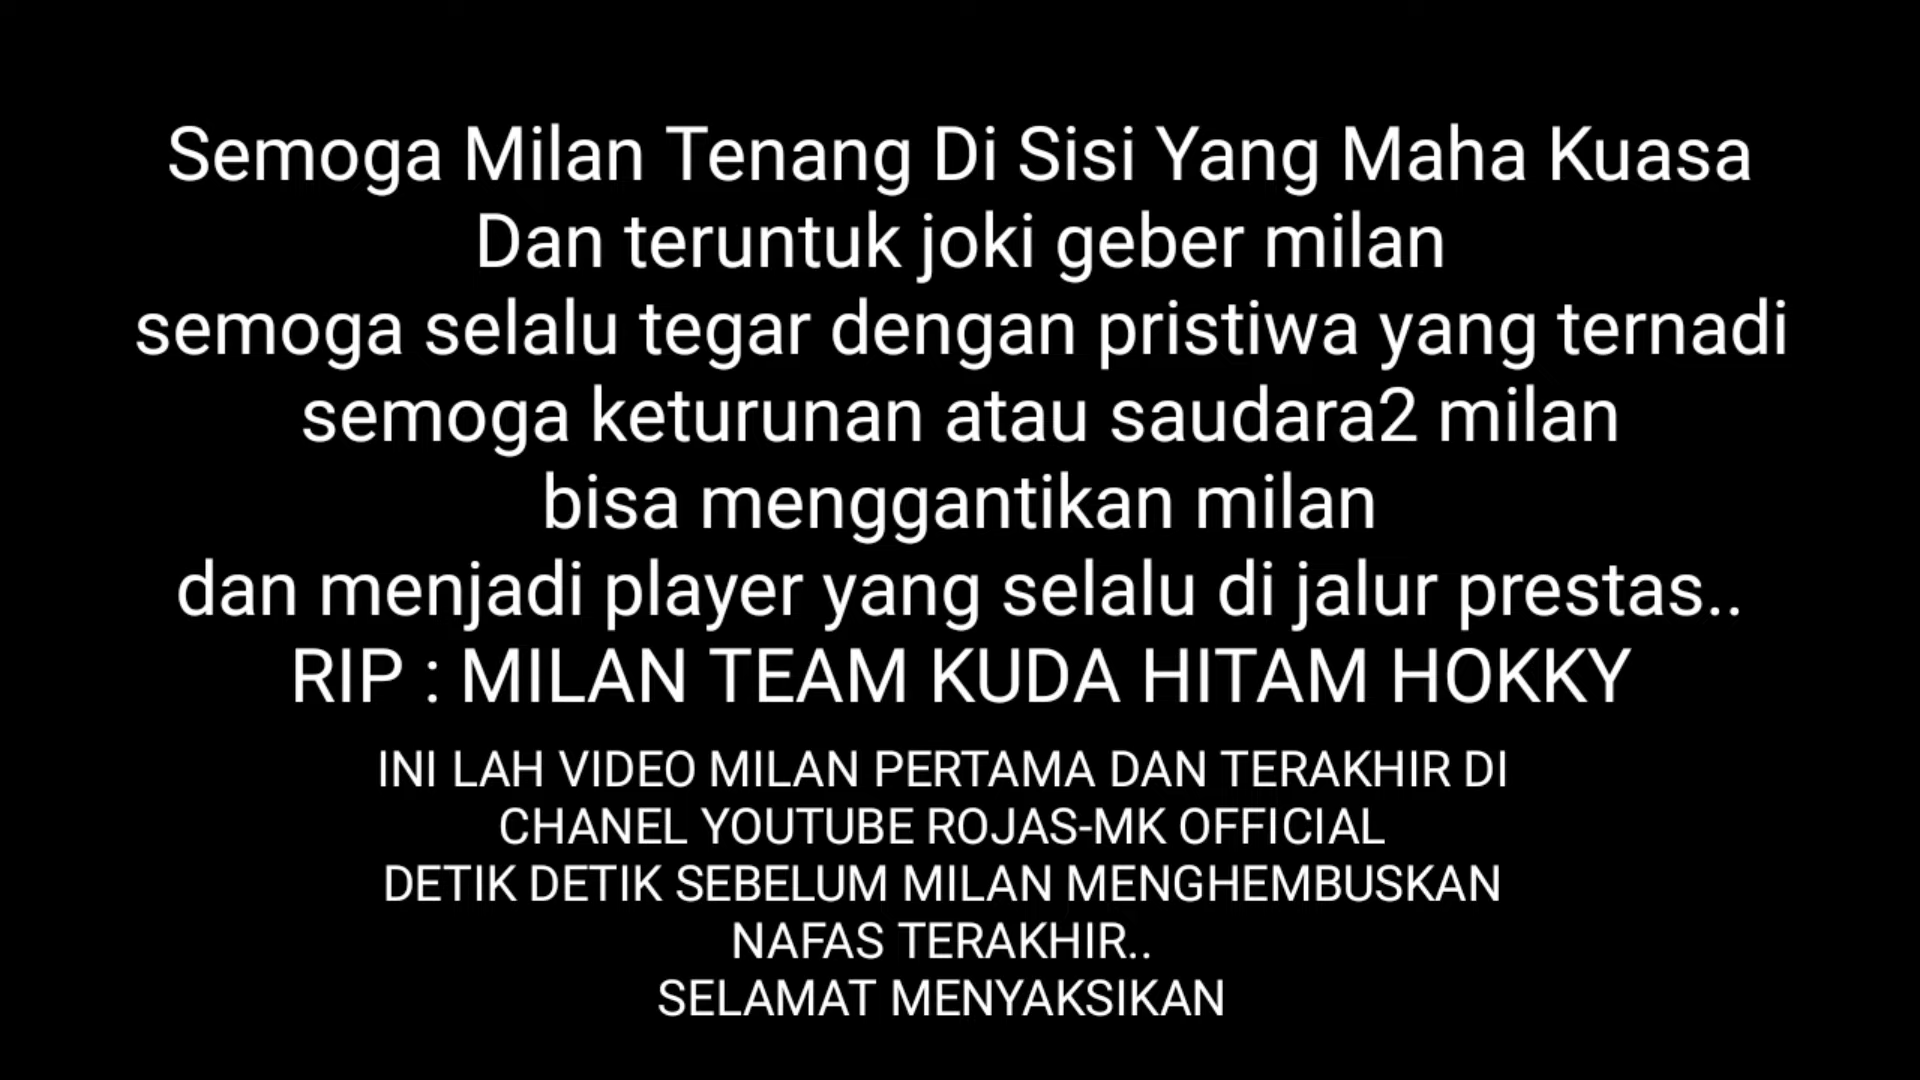 Semoga Milan Tenang Di Sisi Yang Maha Kuasa
Dan teruntuk joki geber milan
semoga selalu tegar dengan pristiwa yang ternadi
semoga keturunan atau saudara2 milan
bisa menggantikan milan
dan menjadi player yang selalu di jalur prestas..
RIP : MILAN TEAM KUDA HITAM HOKKY
INI LAH VIDEO MILAN PERTAMA DAN TERAKHIR DI
CHANEL YOUTUBE ROJAS-MK OFFICIAL
DETIK DETIK SEBELUM MILAN MENGHEMBUSKAN
NAFAS TERAKHIR..
SELAMAT MENYAKSIKAN